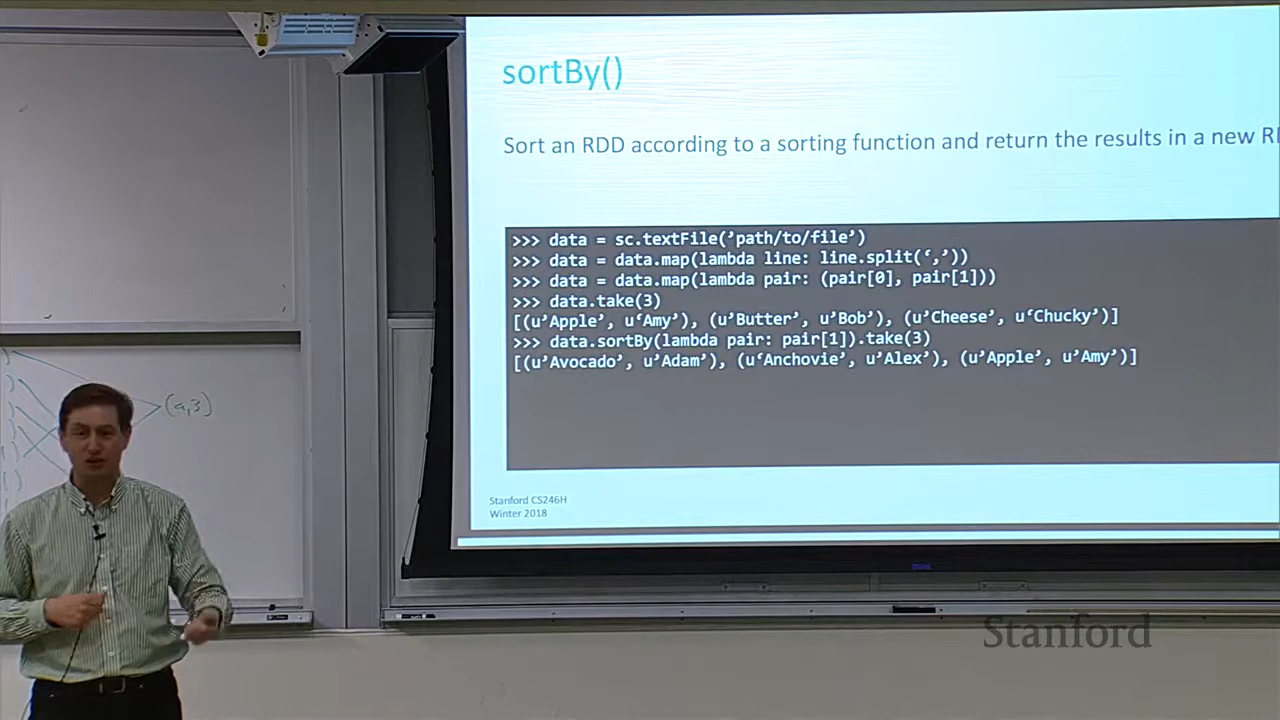 sortBy()
Sort an RDD according to a sorting function and return the results in a new
>>> data = sc.textFile(’path/to/file’)
>>> data = data.map(lambda line: line.split(‘,’))
>>> data = data.map(lambda pair: (pair[0], pair[1]))
>>> data.take(3)
[(u’Apple’, u‘Amy’), (u’Butter’, u’Bob’), (u’Cheese’, u‘Chucky’)]
>>> data.sortBy(lambda pair: pair[1]).take(3)
[(u’Avocado’, u’Adam’), (u‘Anchovie’, u’Alex’), (u’Apple’, u’Amy’)]
(a,3)
Stanford CS246H
Winter 2018
Stanford